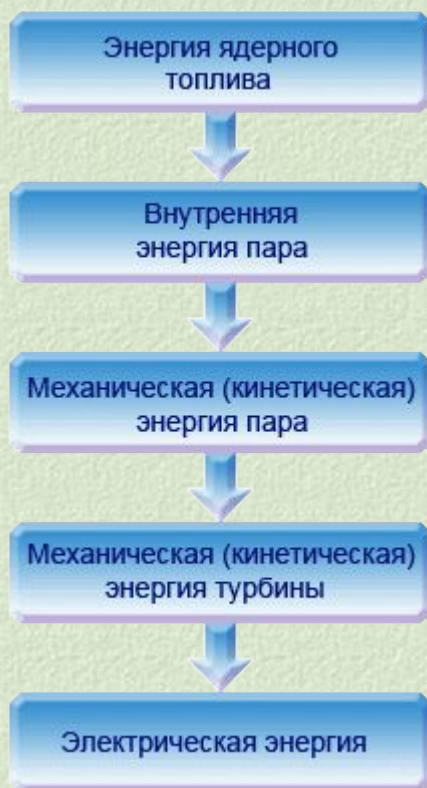 Энергия ядерного
топлива
Внутренняя
энергия пара
Механическая (кинетическая)
энергия пара
Механическая (кинетическая)
энергия турбины
Электрическая энергия